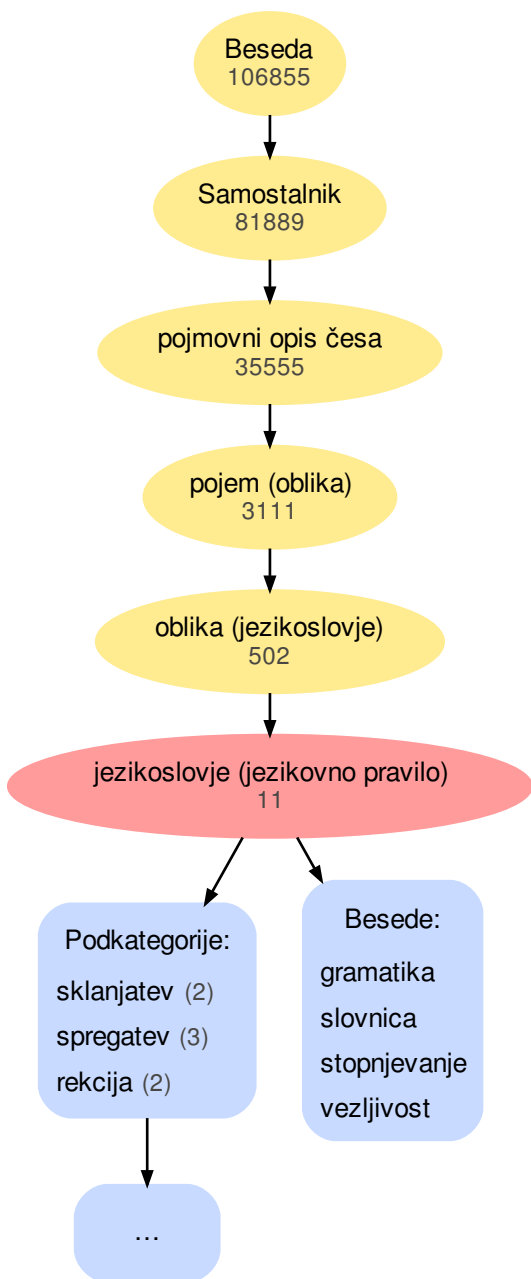 Beseda
106855
Samostalnik
81889
pojmovni opis česa
35555
pojem (oblika)
3111
oblika (jezikoslovje)
502
jezikoslovje (jezikovno pravilo)
11
Podkategorije:
sklanjatev (2)
spregatev (3)
rekcija (2)
Besede:
gramatika
slovnica
stopnjevanje
vezljivost
...